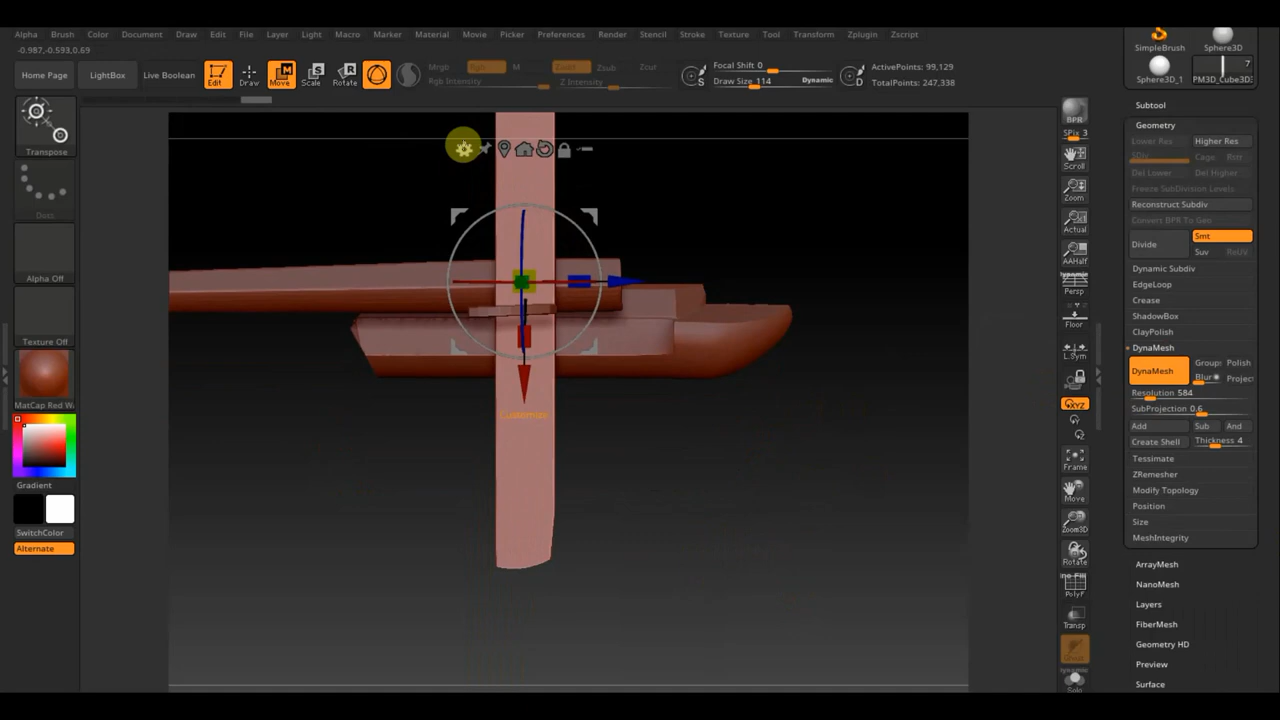 Alpha Brush Color Document Draw Edit File Layer Light Macro Marker Material Movie Picker Preferences Render Stencil Stroke Texture Tool Transform Zplugin Zscript
-0.987,-0.593,0.69
Home Page LightBox Live Boolean Edit Draw Move Scale Rotate
Mrgb Rgb M Zadd Zsub Zcut
Rgb Intensity Z Intensity
Focal Shift 0
Draw Size 114 Dynamic
ActivePoints: 99,129
TotalPoints: 247,338
Transpose
Dots
Alpha Off
Texture Off
MatCap Red Wa
Gradient
SwitchColor
Alternate
Customize
BPR
SPix 3
Scroll
Zoom
Actual
AAHalf
Dynamic
Persp
Floor
L.Sym
XYZ
Frame
Move
Zoom3D
Rotate
Line Fill
PolyF
Transp
Ghost
Dynamic
Solo
SimpleBrush Sphere3D
7
Sphere3D_1 PM3D_Cube3D
Subtool
Geometry
Lower Res Higher Res
SDiv Cage Rstr
Del Lower Del Higher
Freeze SubDivision Levels
Reconstruct Subdiv
Convert BPR To Geo
Divide Smt
Suv ReUV
Dynamic Subdiv
EdgeLoop
Crease
ShadowBox
ClayPolish
DynaMesh
DynaMesh Groups Polish
Blur Project
Resolution 584
SubProjection 0.6
Add Sub And
Create Shell Thickness 4
Tessimate
ZRemesher
Modify Topology
Position
Size
MeshIntegrity
ArrayMesh
NanoMesh
Layers
FiberMesh
Geometry HD
Preview
Surface